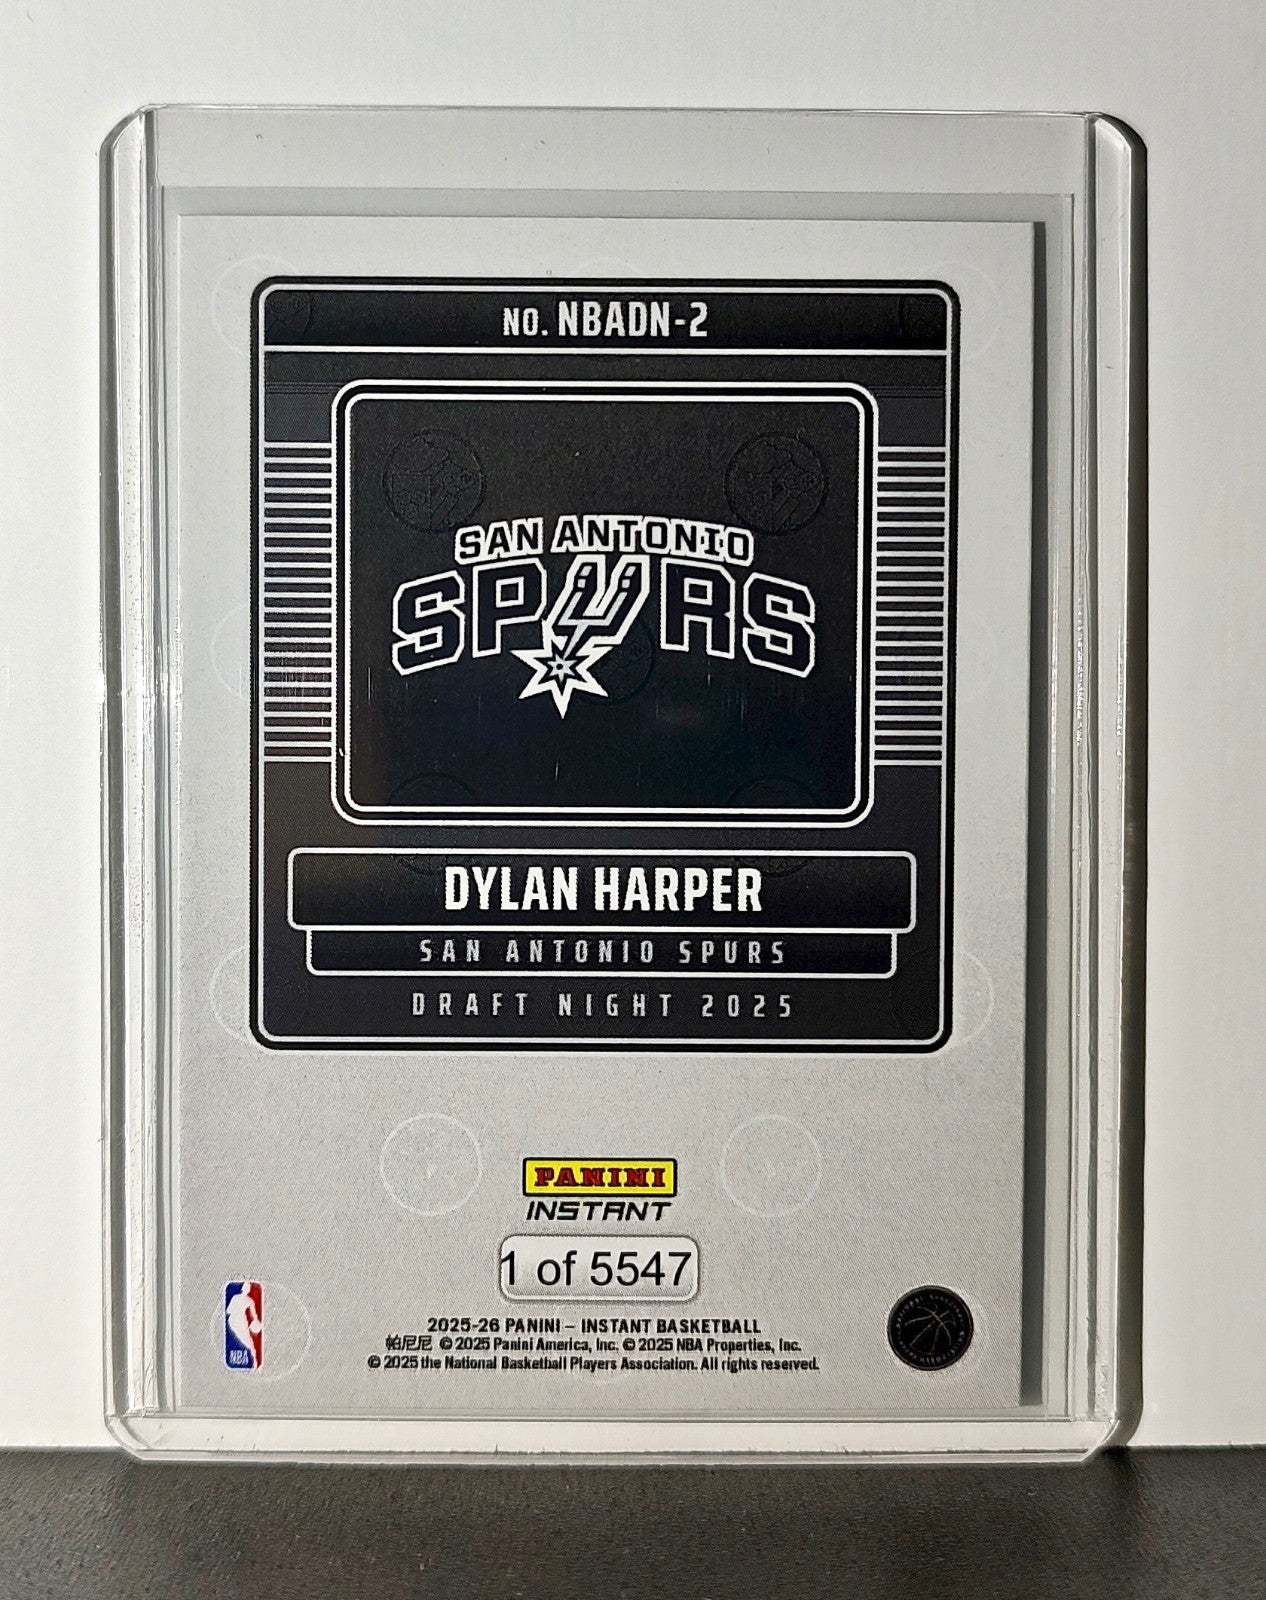 NO. NBADN-2
SAN ANTONIO
SPURS
DYLAN HARPER
SAN ANTONIO SPURS
DRAFT NIGHT 2025
PANINI
INSTANT
1 of 5547
2025-26 PANINI – INSTANT BASKETBALL
帕尼尼 © 2025 Panini America, Inc. © 2025 NBA Properties, Inc.
© 2025 the National Basketball Players Association. All rights reserved.
NBA